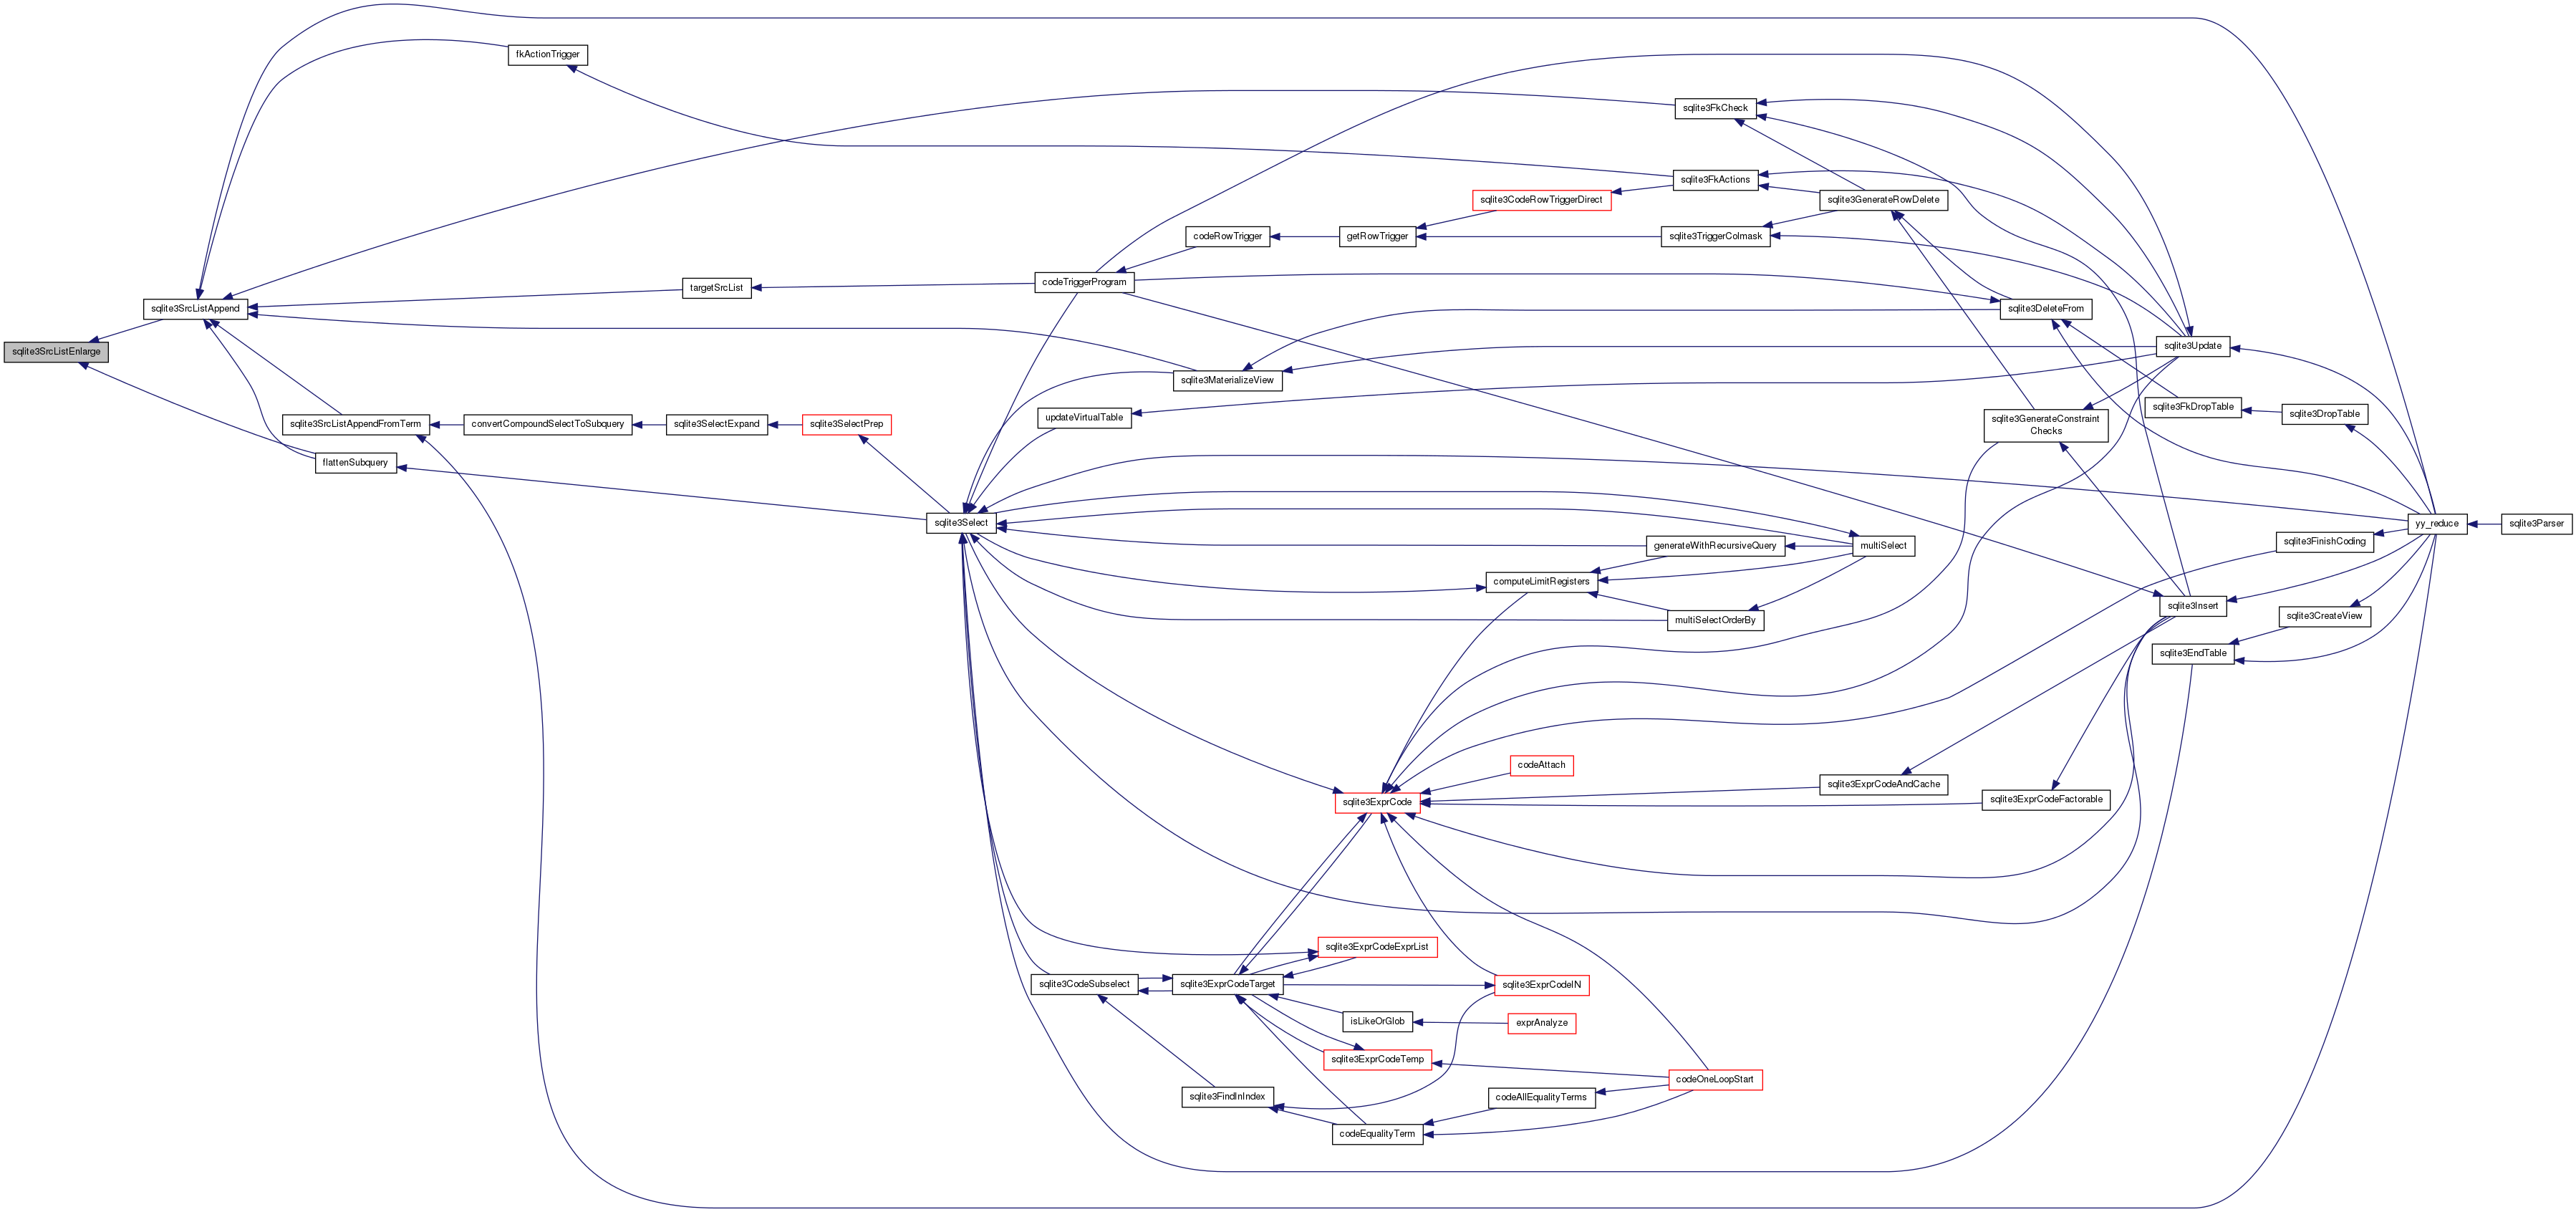 fkActionTrigger
sqlite3FkCheck
sqlite3FkActions
sqlite3CodeRowTriggerDirect
sqlite3GenerateRowDelete
codeRowTrigger
getRowTrigger
sqlite3TriggerColmask
codeTriggerProgram
targetSrcList
sqlite3SrcListAppend
sqlite3DeleteFrom
sqlite3SrcListEnlarge
sqlite3Update
sqlite3MaterializeView
sqlite3FkDropTable
sqlite3DropTable
updateVirtualTable
sqlite3GenerateConstraint
Checks
sqlite3SrcListAppendFromTerm
convertCompoundSelectToSubquery
sqlite3SelectExpand
sqlite3SelectPrep
flattenSubquery
sqlite3Select
yy_reduce
sqlite3Parser
sqlite3FinishCoding
generateWithRecursiveQuery
multiSelect
computeLimitRegisters
sqlite3Insert
sqlite3CreateView
multiSelectOrderBy
sqlite3EndTable
codeAttach
sqlite3ExprCodeAndCache
sqlite3ExprCode
sqlite3ExprCodeFactorable
sqlite3ExprCodeExprList
sqlite3CodeSubselect
sqlite3ExprCodeTarget
sqlite3ExprCodeIN
isLikeOrGlob
exprAnalyze
sqlite3ExprCodeTemp
codeOneLoopStart
sqlite3FindInIndex
codeAllEqualityTerms
codeEqualityTerm